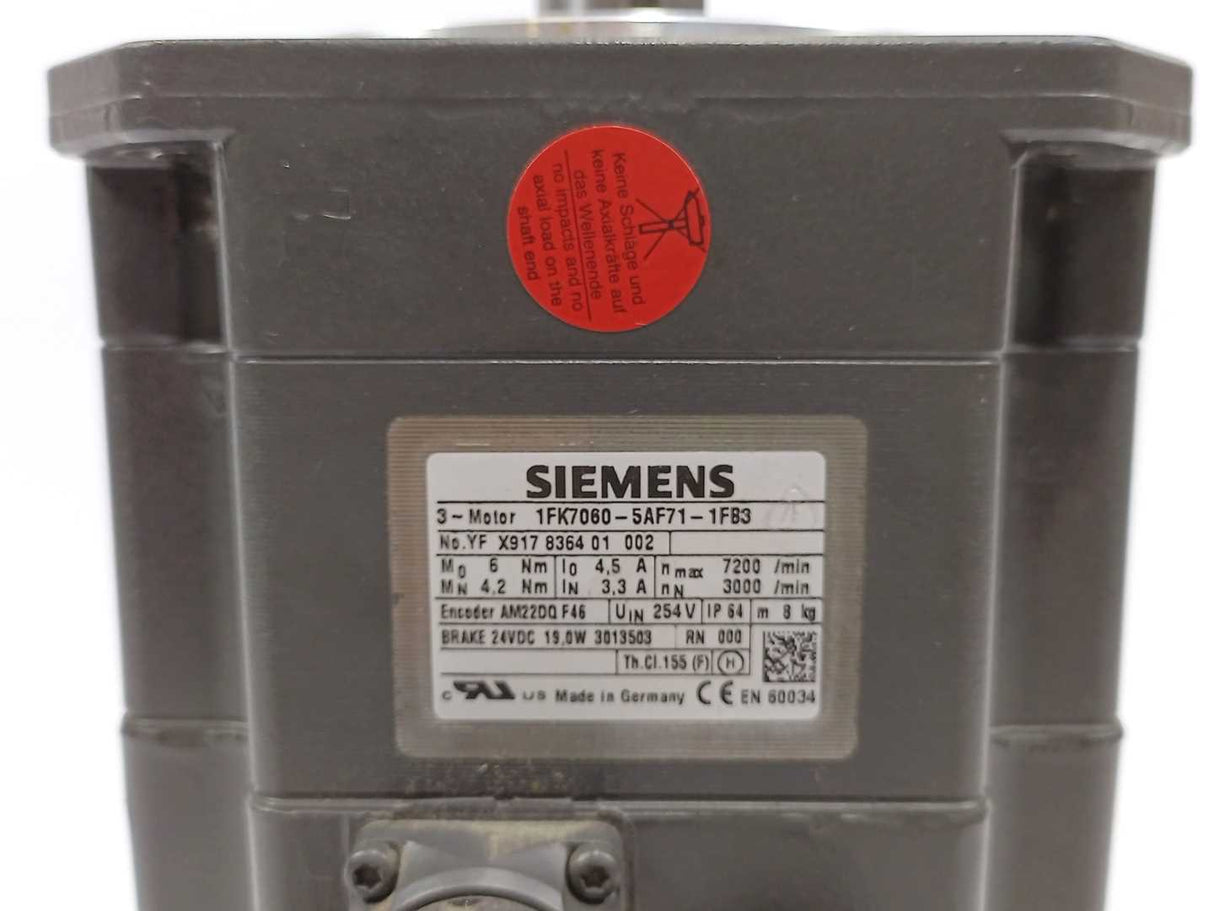 Keine Schläge und
keine Axialkräfte auf
das Wellenende
no impacts and no
axial load on the
shaft end
SIEMENS
3~Motor 1FK7060-5AF71-1FB3
No.YF X917 8364 01 002
M0 6 Nm I0 4,5 A nmax 7200 /min
MN 4,2 Nm IN 3,3 A nN 3000 /min
Encoder AM22DQ F46 UIN 254 V IP 64 m 8 kg
BRAKE 24VDC 19,0W 3013503 RN 000
Th.Cl.155 (F) H
c RU US Made in Germany CE EN 60034